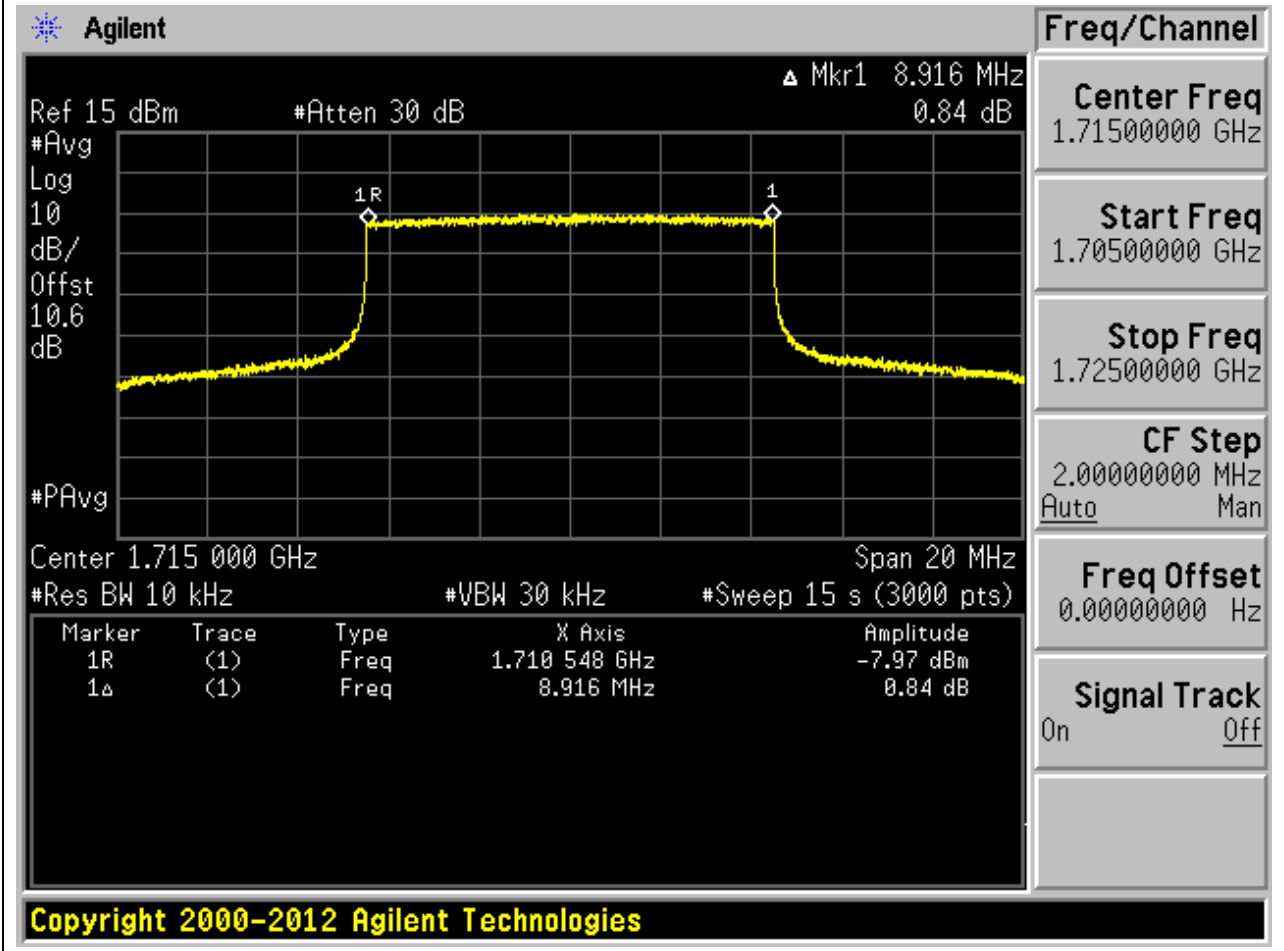 Agilent
Freq/Channel
▵ Mkr1 8.916 MHz
Ref 15 dBm #Atten 30 dB 0.84 dB
#Avg
Log
10
dB/
Offst
10.6
dB
#PAvg
1R
1
Center 1.715 000 GHz Span 20 MHz
#Res BW 10 kHz #VBW 30 kHz #Sweep 15 s (3000 pts)
Marker Trace Type X Axis Amplitude
1R (1) Freq 1.710 548 GHz -7.97 dBm
1▵ (1) Freq 8.916 MHz 0.84 dB
Center Freq
1.71500000 GHz
Start Freq
1.70500000 GHz
Stop Freq
1.72500000 GHz
CF Step
2.00000000 MHz
Auto Man
Freq Offset
0.00000000 Hz
Signal Track
On Off
Copyright 2000-2012 Agilent Technologies